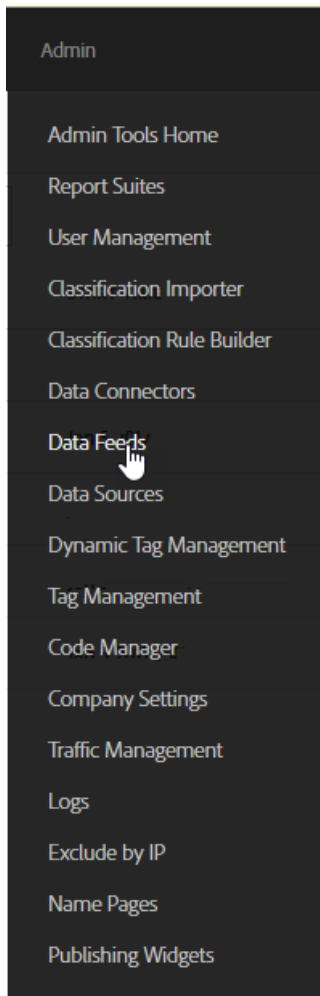 Admin
Admin Tools Home
Report Suites
User Management
Classification Importer
Classification Rule Builder
Data Connectors
Data Feeds
Data Sources
Dynamic Tag Management
Tag Management
Code Manager
Company Settings
Traffic Management
Logs
Exclude by IP
Name Pages
Publishing Widgets